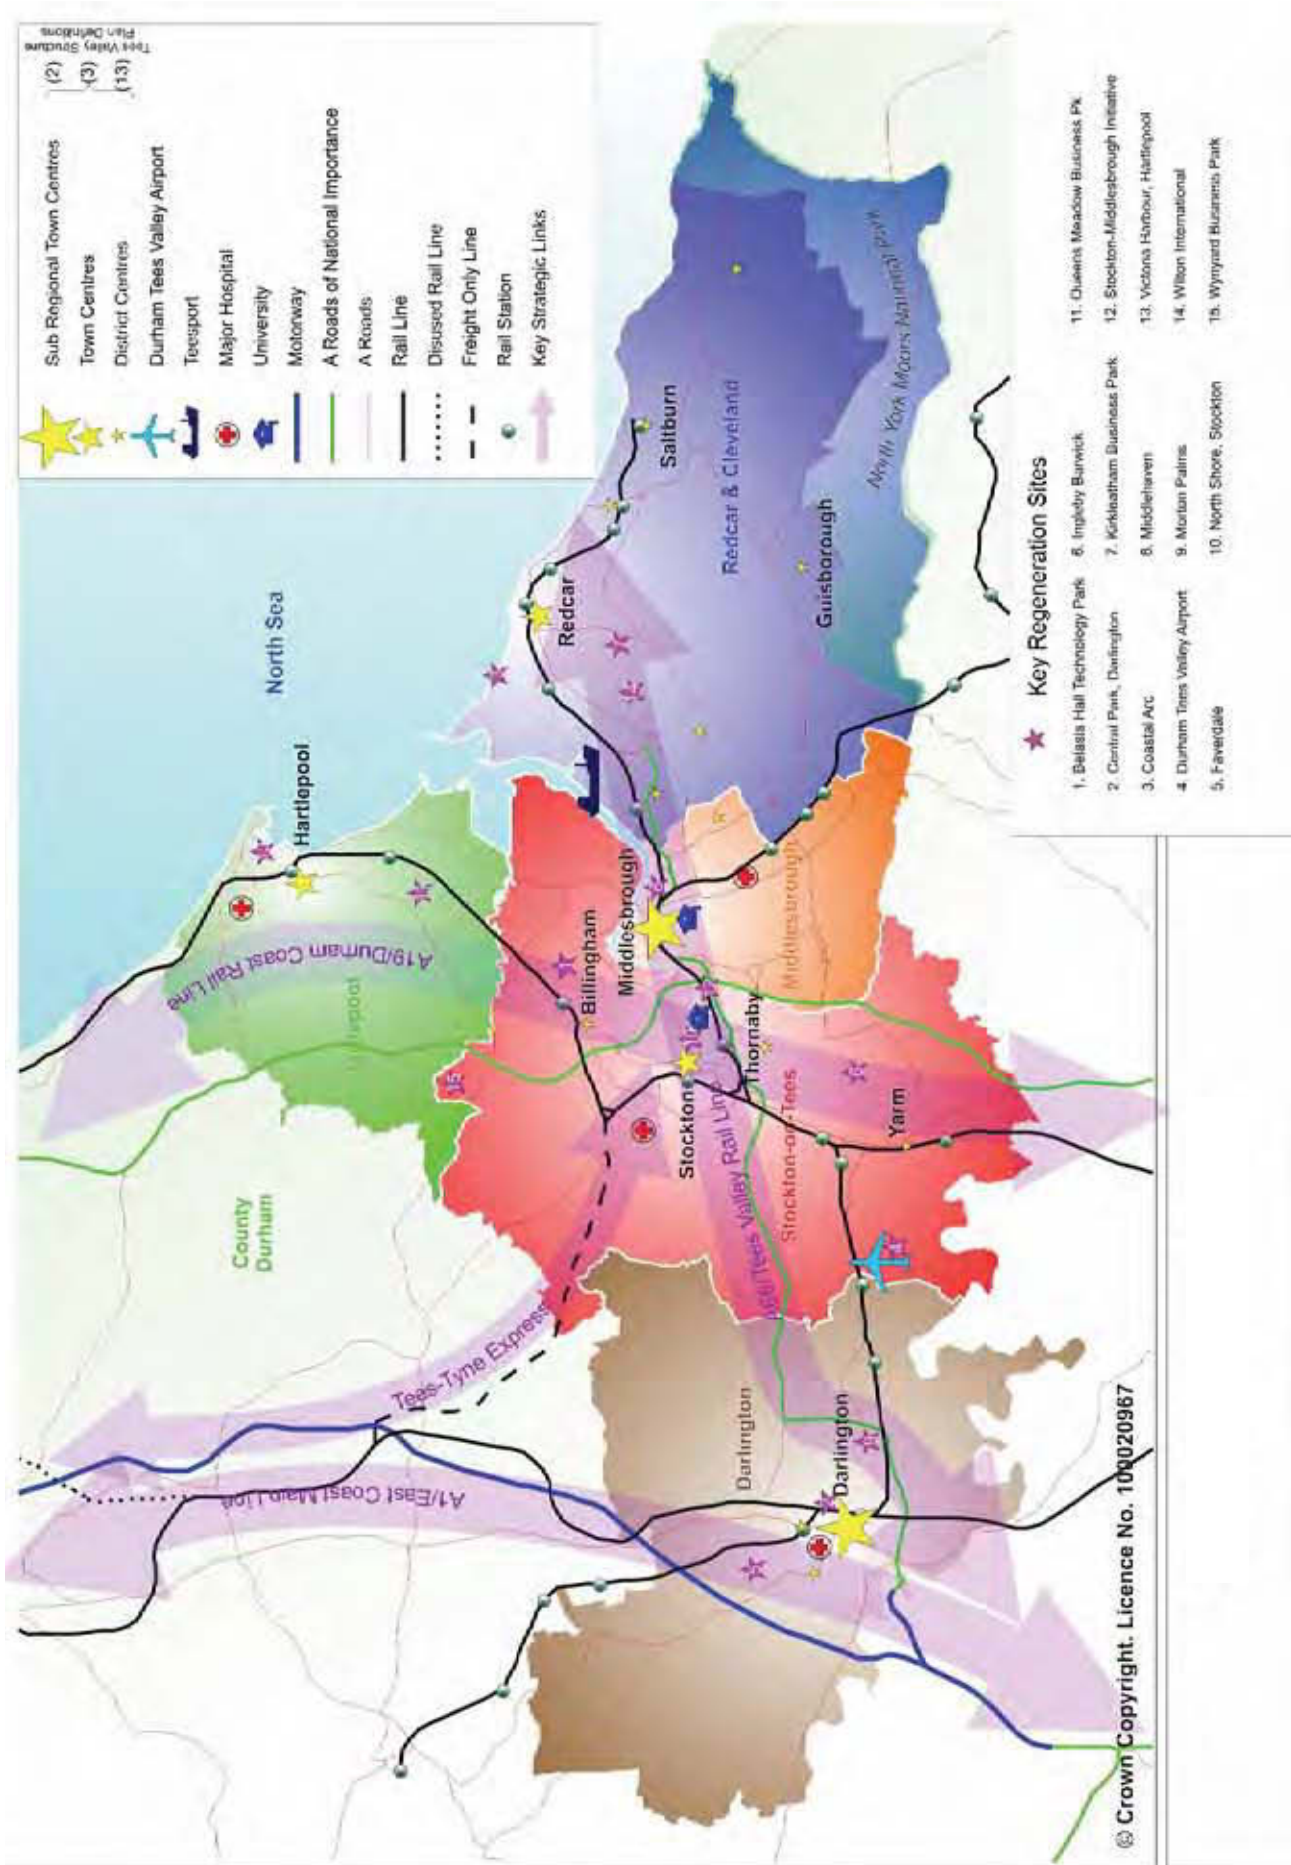 Sub Regional Town Centres (2)
Town Centres (3)
District Centres (13)
Tees Valley Structure
Plan Definitions
Durham Tees Valley Airport
Teesport
Major Hospital
University
Motorway
A Roads of National Importance
A Roads
Rail Line
Disused Rail Line
Freight Only Line
Rail Station
Key Strategic Links
North Sea
County
Durham
Hartlepool
A19/Durham Coast Rail Line
Tees-Tyne Express
A1/East Coast Main Line
Billingham
Middlesbrough
Redcar
Saltburn
Redcar & Cleveland
Guisborough
North York Moors National park
Middlesbrough
Stockton
Thornaby
A66/Tees Valley Rail Line
Stockton-on-Tees
Yarm
Darlington
Darlington
15
Key Regeneration Sites
1. Belasis Hall Technology Park
2 Central Park, Darlington
3. Coastal Arc
4 Durham Tees Valley Airport
5. Faverdale
6. Ingleby Barwick
7. Kirkleatham Business Park
8. Middlehaven
9. Morton Palms
10. North Shore, Stockton
11. Queens Meadow Business Pk
12. Stockton-Middlesbrough Initiative
13. Victoria Harbour, Hartlepool
14. Wilton International
15. Wynyard Business Park
© Crown Copyright. Licence No. 100020967